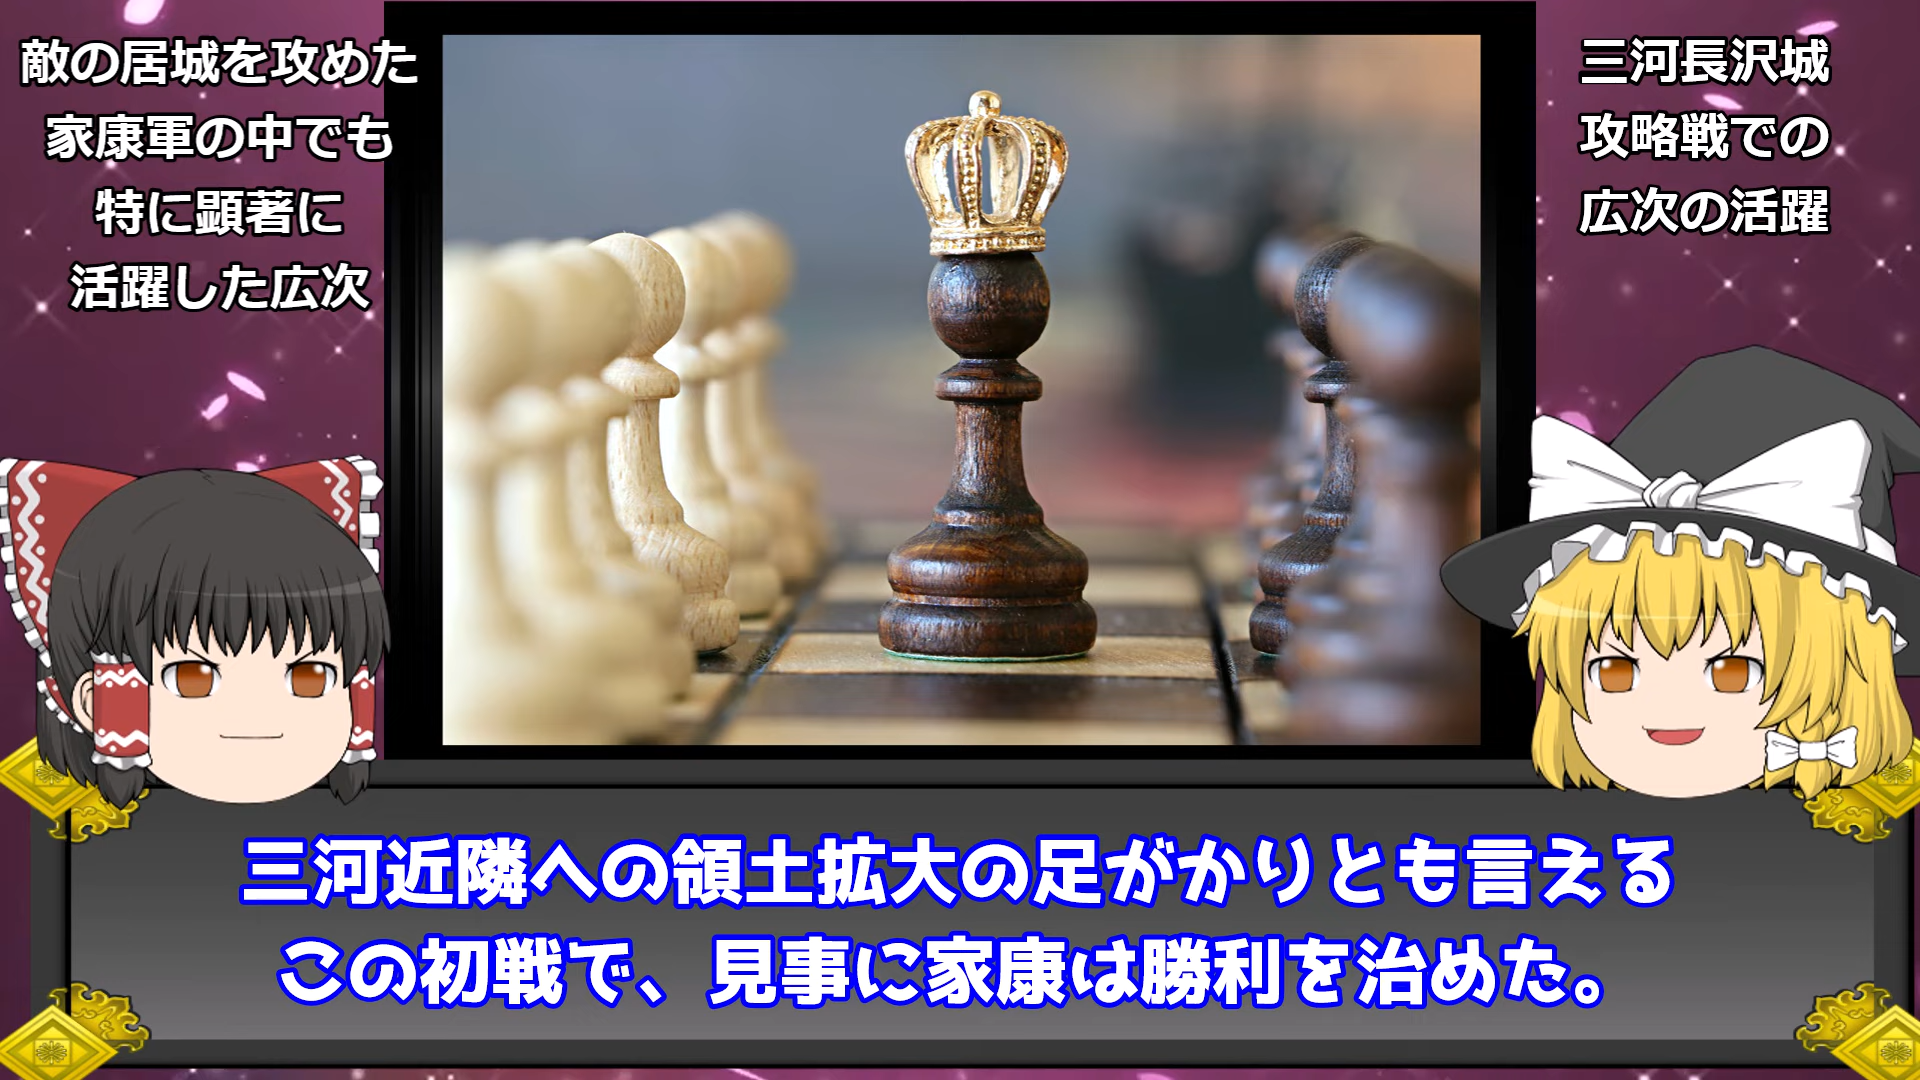 敵の居城を攻めた
家康軍の中でも
特に顕著に
活躍した広次
三河長沢城
攻略戦での
広次の活躍
三河近隣への領土拡大の足がかりとも言える
この初戦で、見事に家康は勝利を治めた。